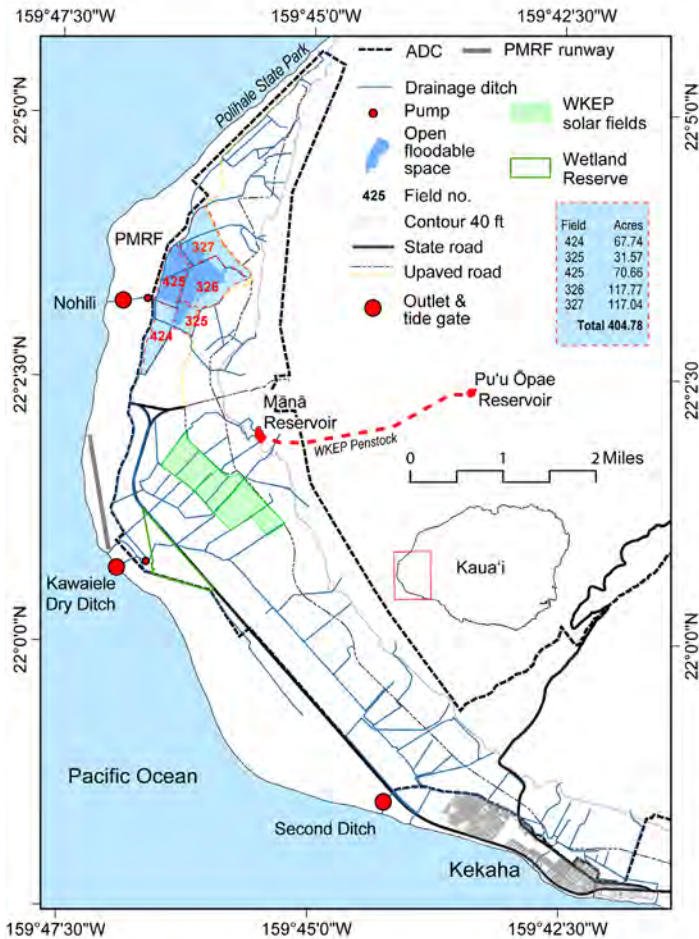 159°47'30"W
159°45'0"W
159°42'30"W
22°5'0"N
22°2'30"N
22°0'0"N
22°5'0"N
22°2'30"N
22°0'0"N
Polihale State Park
ADC
PMRF runway
Drainage ditch
Pump
Open
floodable
space
WKEP
solar fields
Wetland
Reserve
425
Field no.
Contour 40 ft
State road
Upaved road
Outlet &
tide gate
Field Acres
424 67.74
325 31.57
425 70.66
326 117.77
327 117.04
Total 404.78
PMRF
327
425
326
325
424
Nohili
Mānā
Reservoir
Pu‘u Ōpae
Reservoir
WKEP Penstock
0 1 2 Miles
Kaua‘i
Kawaiele
Dry Ditch
Pacific Ocean
Second Ditch
Kekaha
159°47'30"W
159°45'0"W
159°42'30"W